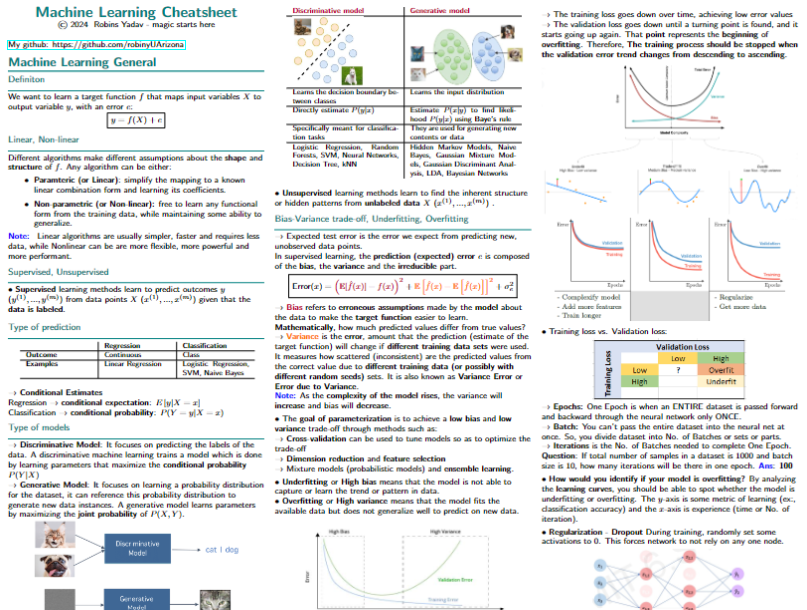 Machine Learning Cheatsheet
© 2024 Robins Yadav - magic starts here
My github: https://github.com/robinyUArizona
Machine Learning General
Definiton
We want to learn a target function f that maps input variables X to
output variable y, with an error e:
y = f(X) + e
Linear, Non-linear
Different algorithms make different assumptions about the shape and
structure of f. Any algorithm can be either:
• Parametric (or Linear): simplify the mapping to a known
linear combination form and learning its coefficients.
• Non-parametric (or Non-linear): free to learn any functional
form from the training data, while maintaining some ability to
generalize.
Note: Linear algorithms are usually simpler, faster and requires less
data, while Nonlinear can be are more flexible, more powerful and
more performant.
Supervised, Unsupervised
• Supervised learning methods learn to predict outcomes y
(y(1), ..., y(m)) from data points X (x(1), ..., x(m)) given that the
data is labeled.
Type of prediction
Regression Classification
Outcome Continuous Class
Examples Linear Regression Logistic Regression,
SVM, Naive Bayes
→ Conditional Estimates
Regression → conditional expectation: E[y|X = x]
Classification → conditional probability: P(Y = y|X = x)
Type of models
→ Discriminative Model: It focuses on predicting the labels of the
data. A discriminative machine learning trains a model which is done
by learning parameters that maximize the conditional probability
P(Y|X)
→ Generative Model: It focuses on learning a probability distribution
for the dataset, it can reference this probability distribution to
generate new data instances. A generative model learns parameters
by maximizing the joint probability of P(X, Y).
Discriminative
Model
cat | dog
Generative
Model
Discriminative model Generative model
Learns the decision boundary be-
tween classes
Learns the input distribution
Directly estimate P(y|x)
Estimate P(x|y) to find likeli-
hood P(y|x) using Baye's rule
Specifically meant for classifica-
tion tasks
They are used for generating new
contents or data
Logistic Regression, Random
Forests, SVM, Neural Networks,
Decision Tree, kNN
Hidden Markov Models, Naive
Bayes, Gaussian Mixture Mod-
els, Gaussian Discriminant Anal-
ysis, LDA, Bayesian Networks
• Unsupervised learning methods learn to find the inherent structure
or hidden patterns from unlabeled data X (x(1), ..., x(m)) .
Bias-Variance trade-off, Underfitting, Overfitting
→ Expected test error is the error we expect from predicting new,
unobserved data points.
In supervised learning, the prediction (expected) error e is composed
of the bias, the variance and the irreducible part.
Error(x) = (E[f̂(x)] − f(x))² + E[f̂(x) − E[f̂(x)]]² + σ²e
→ Bias refers to erroneous assumptions made by the model about
the data to make the target function easier to learn.
Mathematically, how much predicted values differ from true values?
→ Variance is the error, amount that the prediction (estimate of the
target function) will change if different training data sets were used.
It measures how scattered (inconsistent) are the predicted values from
the correct value due to different training data (or possibly with
different random seeds) sets. It is also known as Variance Error or
Error due to Variance.
Note: As the complexity of the model rises, the variance will
increase and bias will decrease.
• The goal of parameterization is to achieve a low bias and low
variance trade-off through methods such as:
→ Cross-validation can be used to tune models so as to optimize the
trade-off
→ Dimension reduction and feature selection
→ Mixture models (probabilistic models) and ensemble learning.
• Underfitting or High bias means that the model is not able to
capture or learn the trend or pattern in data.
• Overfitting or High variance means that the model fits the
available data but does not generalize well to predict on new data.
High Bias High Variance
Error
Validation Error
Training Error
→ The training loss goes down over time, achieving low error values
→ The validation loss goes down until a turning point is found, and it
starts going up again. That point represents the beginning of
overfitting. Therefore, The training process should be stopped when
the validation error trend changes from descending to ascending.
Error
Variance
Model Complexity
Error Error Error
Validation Validation Validation
Training Training Training
- Complexify model
- Add more features
- Train longer
- Regularize
- Get more data
• Training loss vs. Validation loss:
Validation Loss
Training Loss
Low High
Low ? Overfit
High Underfit
→ Epochs: One Epoch is when an ENTIRE dataset is passed forward
and backward through the neural network only ONCE.
→ Batch: You can't pass the entire dataset into the neural net at
once. So, you divide dataset into No. of Batches or sets or parts.
→ Iterations is the No. of Batches needed to complete One Epoch.
Question: If total number of samples in a dataset is 1000 and batch
size is 10, how many iterations will be there in one epoch. Ans: 100
• How would you identify if your model is overfitting? By analyzing
the learning curves, you should be able to spot whether the model is
underfitting or overfitting. The y-axis is some metric of learning (ex:,
classification accuracy) and the x-axis is experience (time or No. of
iteration).
• Regularization - Dropout During training, randomly set some
activations to 0. This forces network to not rely on any one node.